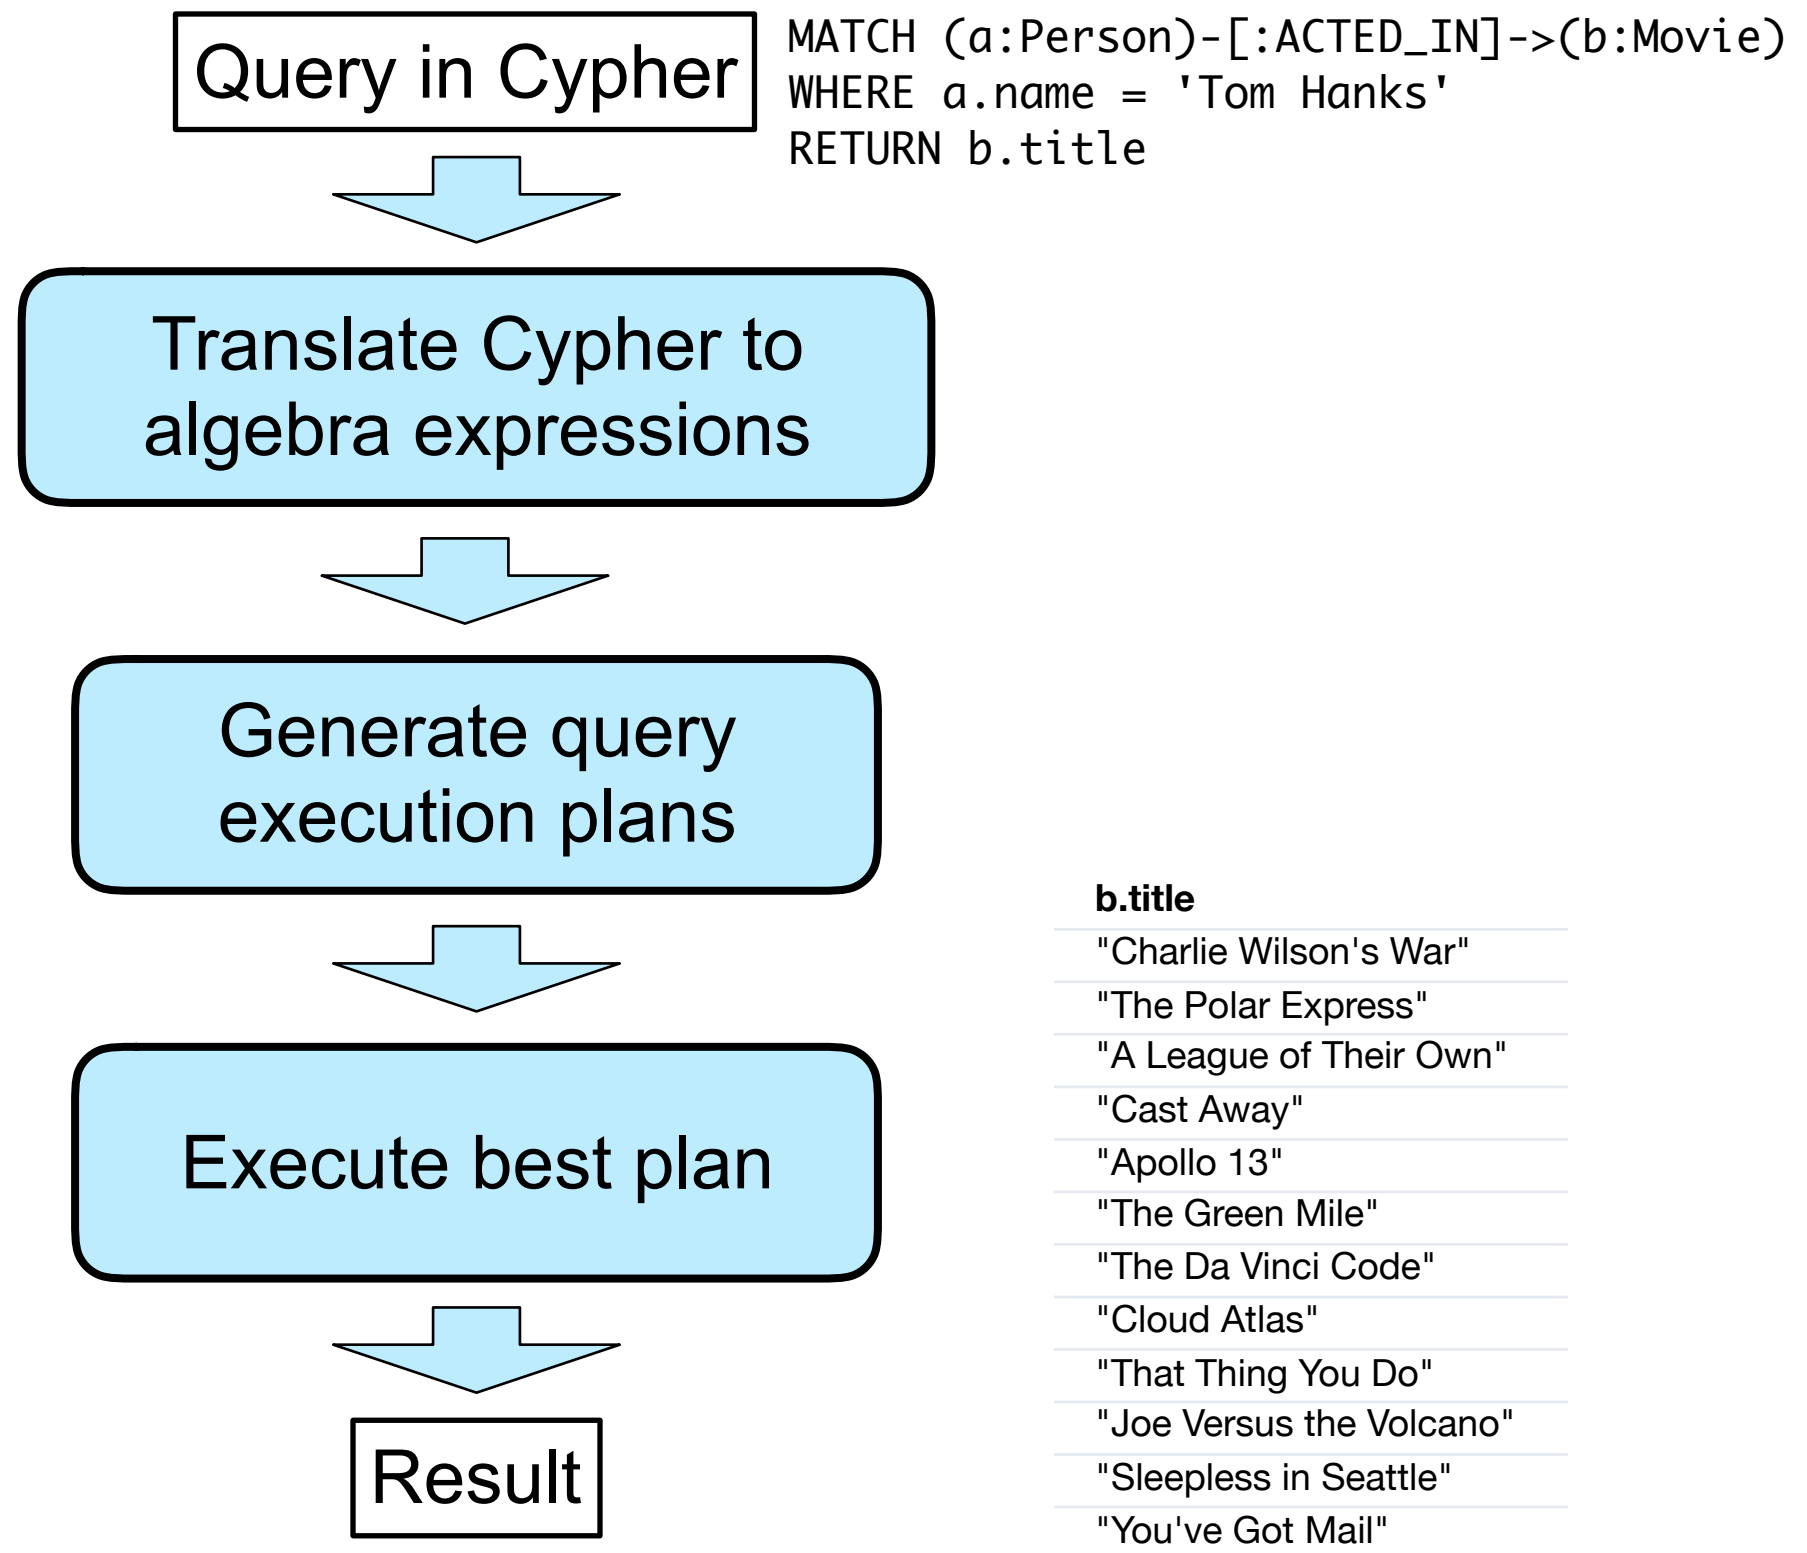 Query in Cypher
MATCH (a:Person)-[:ACTED_IN]->(b:Movie)
WHERE a.name = 'Tom Hanks'
RETURN b.title
Translate Cypher to
algebra expressions
Generate query
execution plans
Execute best plan
Result
b.title
"Charlie Wilson's War"
"The Polar Express"
"A League of Their Own"
"Cast Away"
"Apollo 13"
"The Green Mile"
"The Da Vinci Code"
"Cloud Atlas"
"That Thing You Do"
"Joe Versus the Volcano"
"Sleepless in Seattle"
"You've Got Mail"